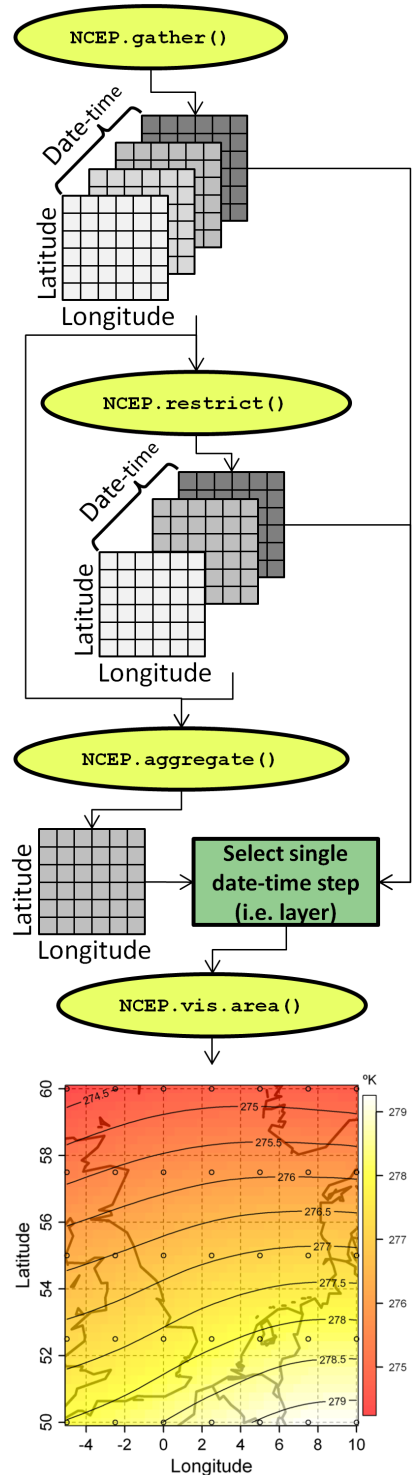 NCEP.gather()
Date-time
Latitude
Longitude
NCEP.restrict()
Date-time
Latitude
Longitude
NCEP.aggregate()
Latitude
Longitude
Select single
date-time step
(i.e. layer)
NCEP.vis.area()
ºK
60
58
56
54
52
50
Latitude
274.5
275
275.5
276
276.5
277
277.5
278
278.5
279
279
278
277
276
275
-4 -2 0 2 4 6 8 10
Longitude